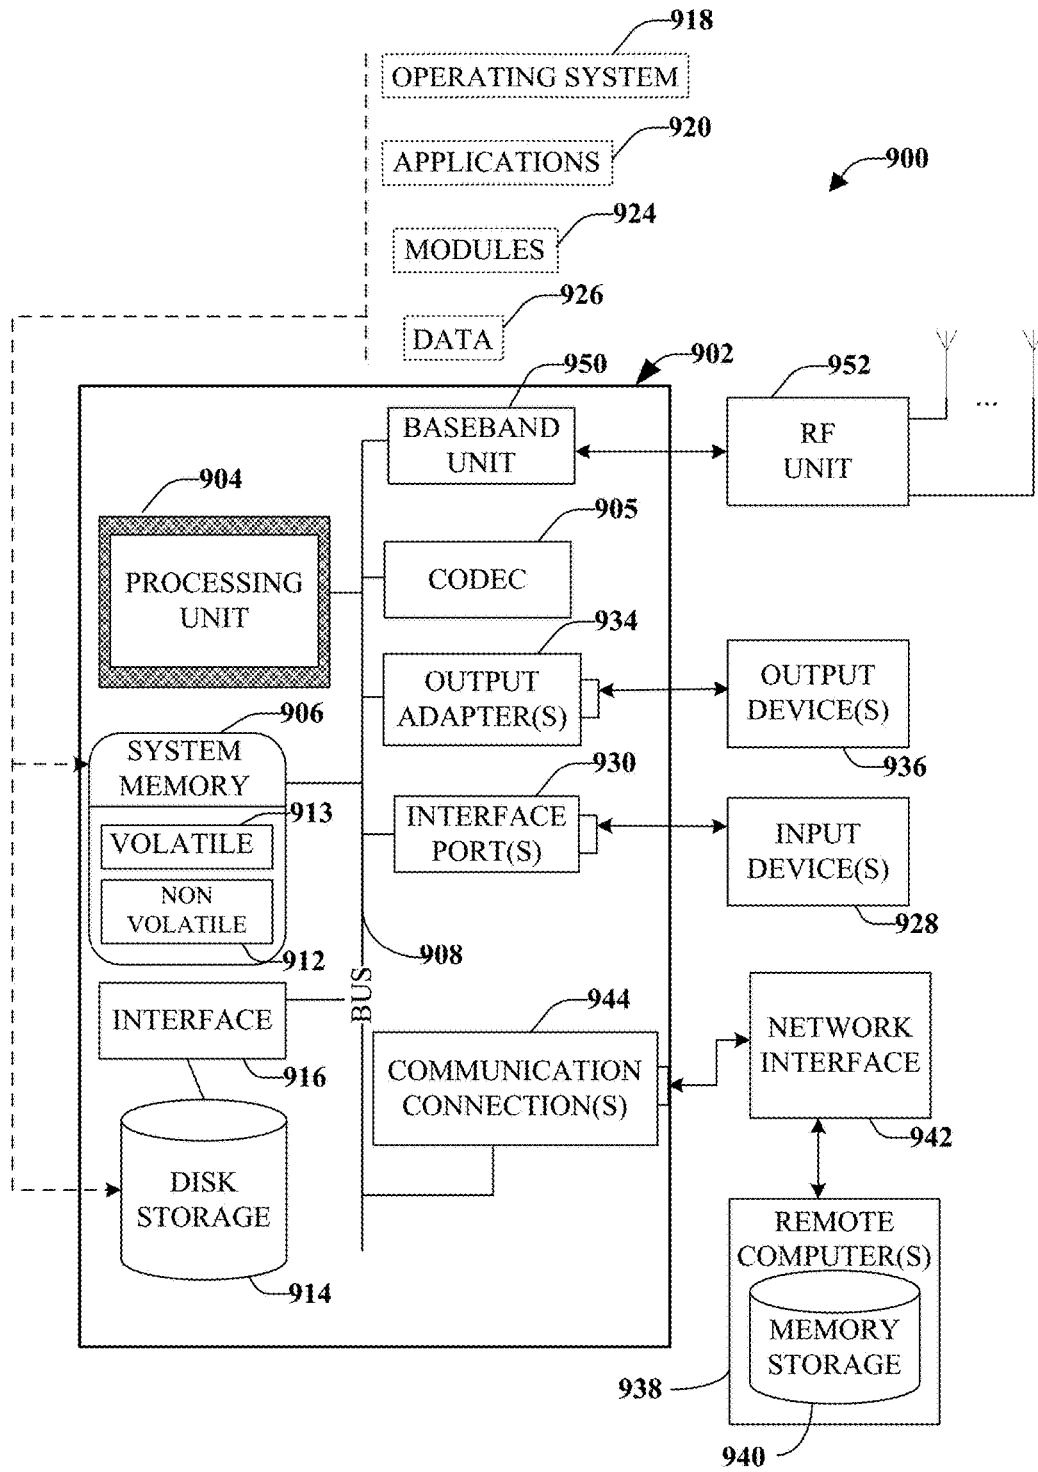 918
OPERATING SYSTEM
920
APPLICATIONS
900
924
MODULES
926
DATA
902
950
952
BASEBAND
UNIT
RF
UNIT
...
904
905
PROCESSING
UNIT
CODEC
934
OUTPUT
ADAPTER(S)
OUTPUT
DEVICE(S)
936
906
SYSTEM
MEMORY
930
913
VOLATILE
INTERFACE
PORT(S)
INPUT
DEVICE(S)
928
NON
VOLATILE
912
908
BUS
INTERFACE
916
944
COMMUNICATION
CONNECTION(S)
NETWORK
INTERFACE
942
DISK
STORAGE
914
REMOTE
COMPUTER(S)
MEMORY
STORAGE
938
940